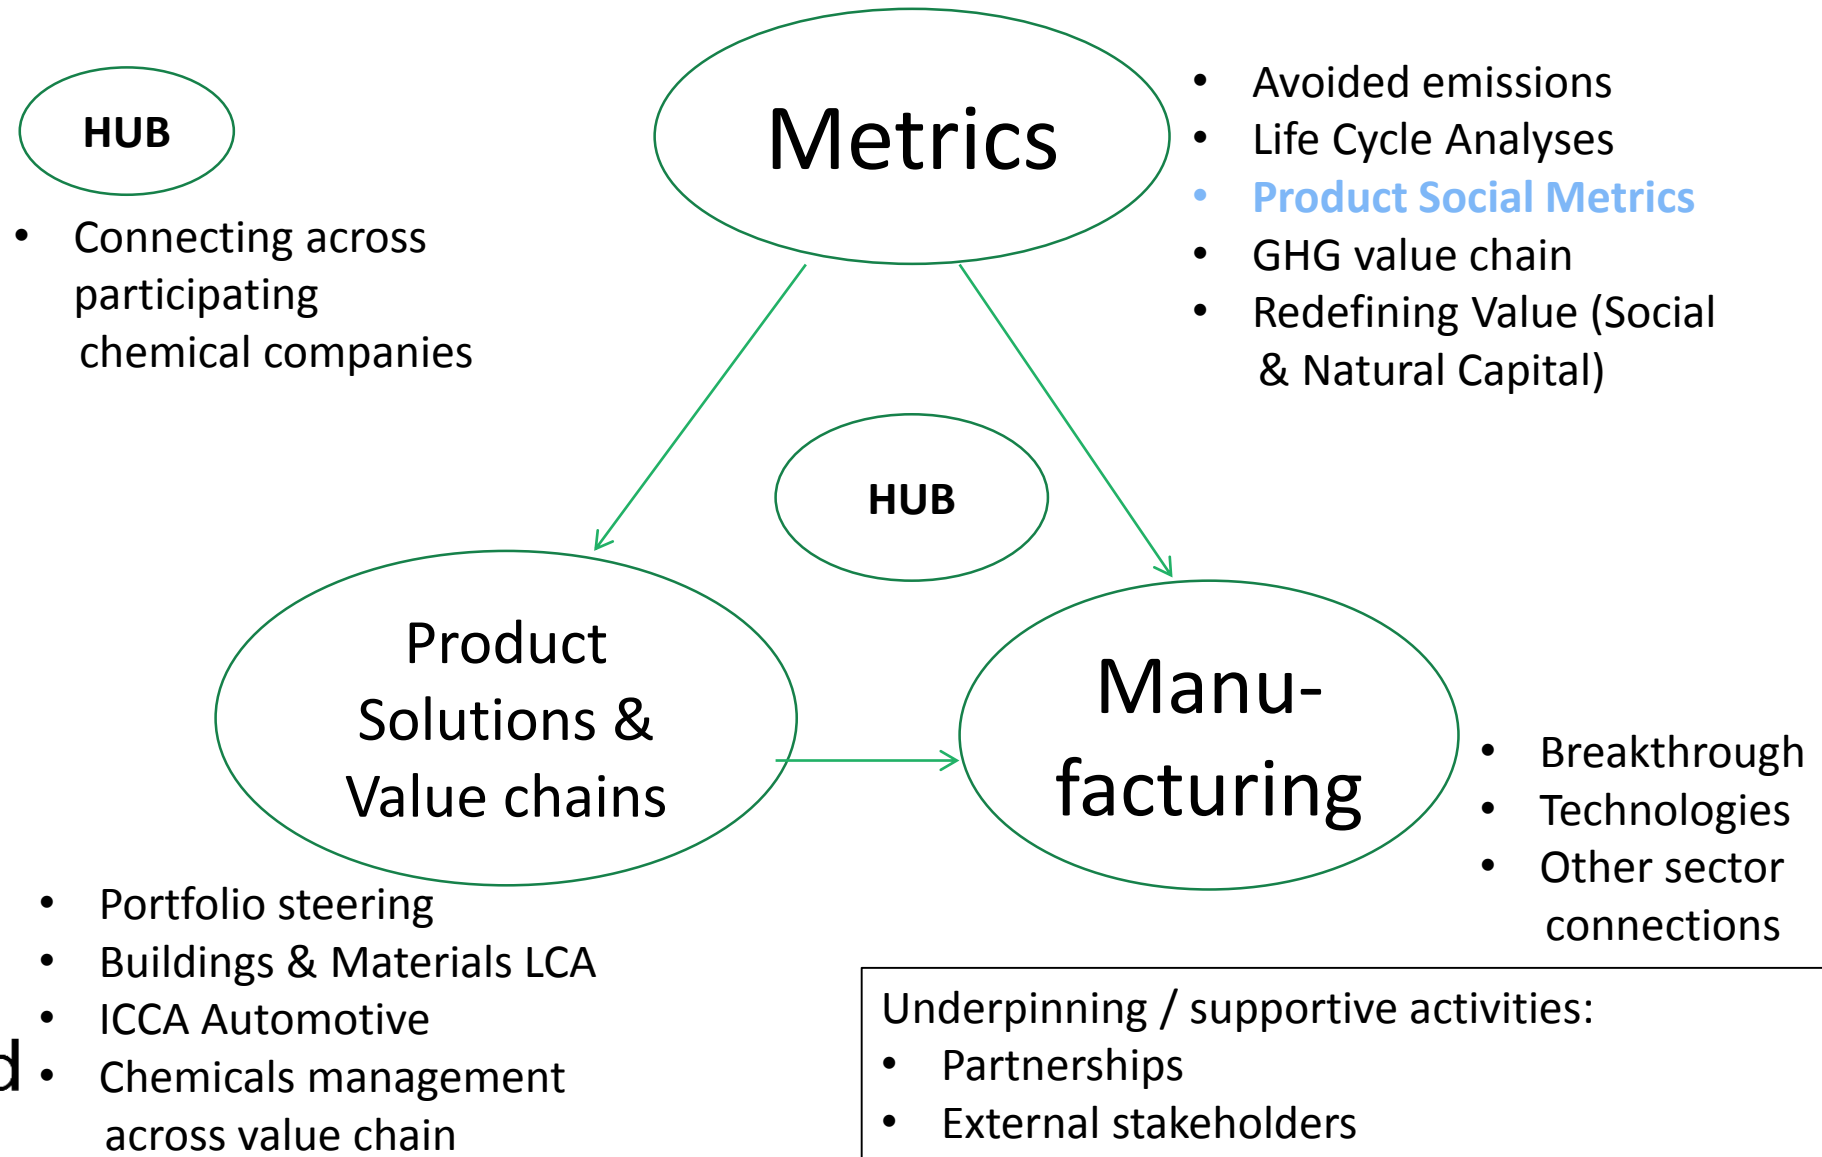 HUB
• Connecting across
participating
chemical companies
Metrics
• Avoided emissions
• Life Cycle Analyses
• Product Social Metrics
• GHG value chain
• Redefining Value (Social
& Natural Capital)
HUB
Product
Solutions &
Value chains
Manu-
facturing
• Breakthrough
• Technologies
• Other sector
connections
• Portfolio steering
• Buildings & Materials LCA
• ICCA Automotive
d
• Chemicals management
across value chain
Underpinning / supportive activities:
• Partnerships
• External stakeholders